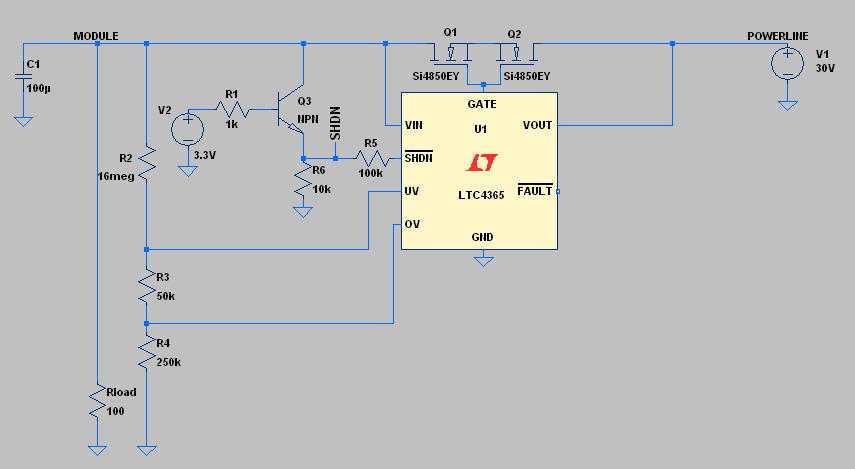 MODULE
Q1
Q2
POWERLINE
C1
100µ
Si4850EY
Si4850EY
V1
30V
V2
R1
1k
Q3
NPN
SHDN
GATE
VIN
U1
VOUT
3.3V
R2
16meg
R5
100k
SHDN
R6
10k
UV
LTC4365
FAULT
OV
GND
R3
50k
R4
250k
Rload
100